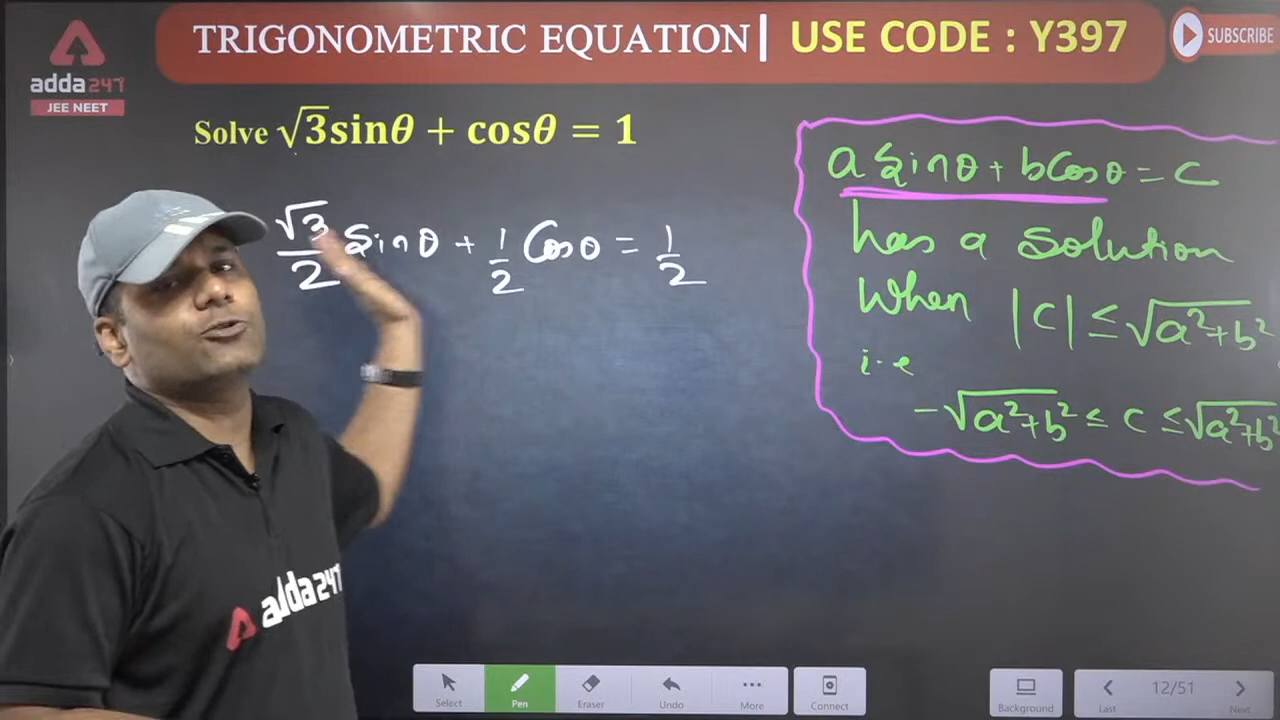 TRIGONOMETRIC EQUATION | USE CODE : Y397
SUBSCRIBE
adda247
JEE NEET
Solve √3sinθ + cosθ = 1
√3/2 Sinθ + 1/2 Cosθ = 1/2
a Sinθ + b Cosθ = c
has a Solution
When |C| ≤ √a²+b²
i.e
-√a²+b² ≤ c ≤ √a²+b²
adda247
Select
Pen
Eraser
Undo
More
Connect
Background
Last
12/51
Next